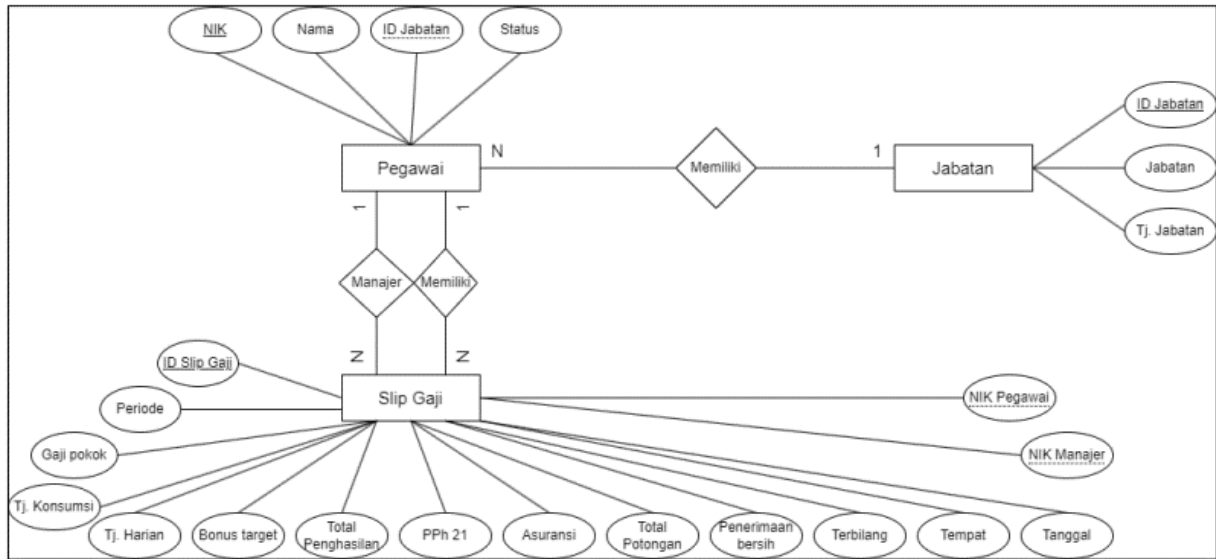 NIK
Nama
ID Jabatan
Status
ID Jabatan
Pegawai
N
Memiliki
1
Jabatan
Jabatan
Tj. Jabatan
1
1
Manajer
Memiliki
N
N
ID Slip Gaji
Slip Gaji
Periode
NIK Pegawai
Gaji pokok
NIK Manajer
Tj. Konsumsi
Tj. Harian
Bonus target
Total
Penghasilan
PPh 21
Asuransi
Total
Potongan
Penerimaan
bersih
Terbilang
Tempat
Tanggal